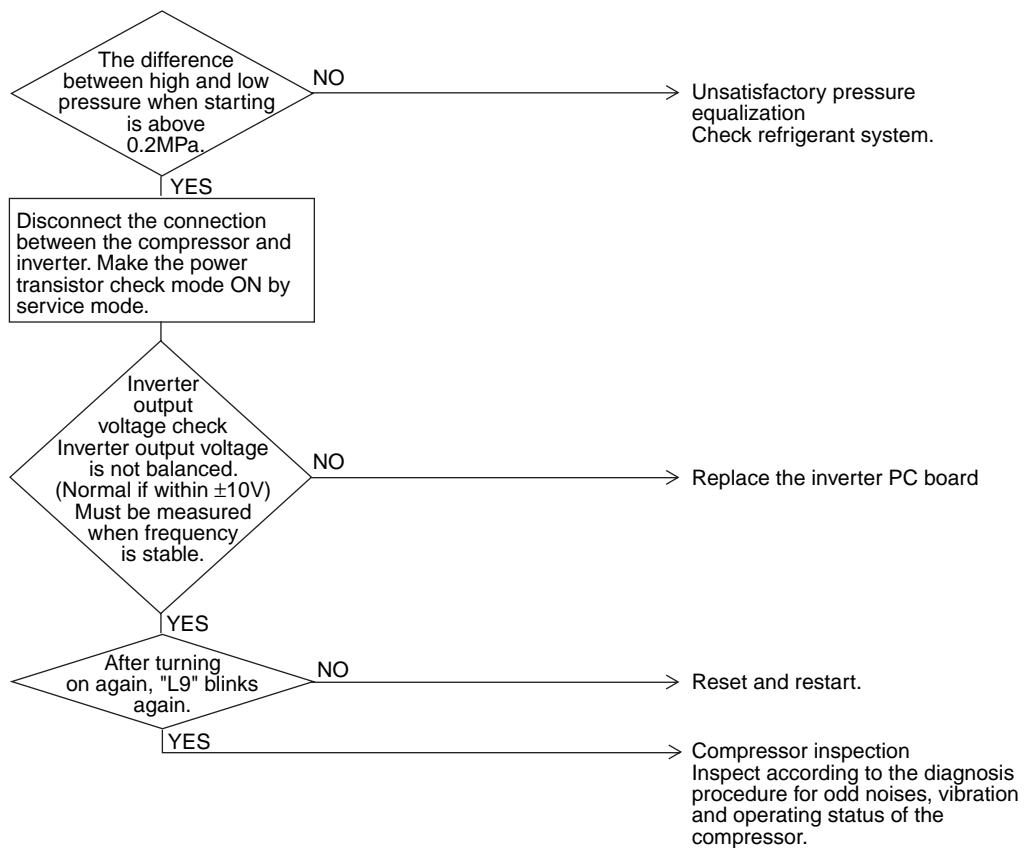 The difference
between high and low
pressure when starting
is above
0.2MPa.
NO
Unsatisfactory pressure
equalization
Check refrigerant system.
YES
Disconnect the connection
between the compressor and
inverter. Make the power
transistor check mode ON by
service mode.
Inverter
output
voltage check
Inverter output voltage
is not balanced.
(Normal if within ±10V)
Must be measured
when frequency
is stable.
NO
Replace the inverter PC board
YES
After turning
on again, "L9" blinks
again.
NO
Reset and restart.
YES
Compressor inspection
Inspect according to the diagnosis
procedure for odd noises, vibration
and operating status of the
compressor.